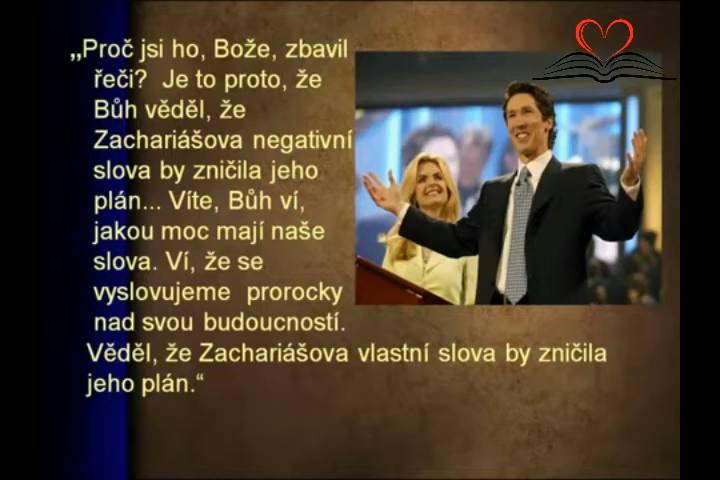 „Proč jsi ho, Bože, zbavil
řeči? Je to proto, že
Bůh věděl, že
Zachariášova negativní
slova by zničila jeho
plán... Víte, Bůh ví,
jakou moc mají naše
slova. Ví, že se
vyslovujeme prorocky
nad svou budoucností.
Věděl, že Zachariášova vlastní slova by zničila
jeho plán.“